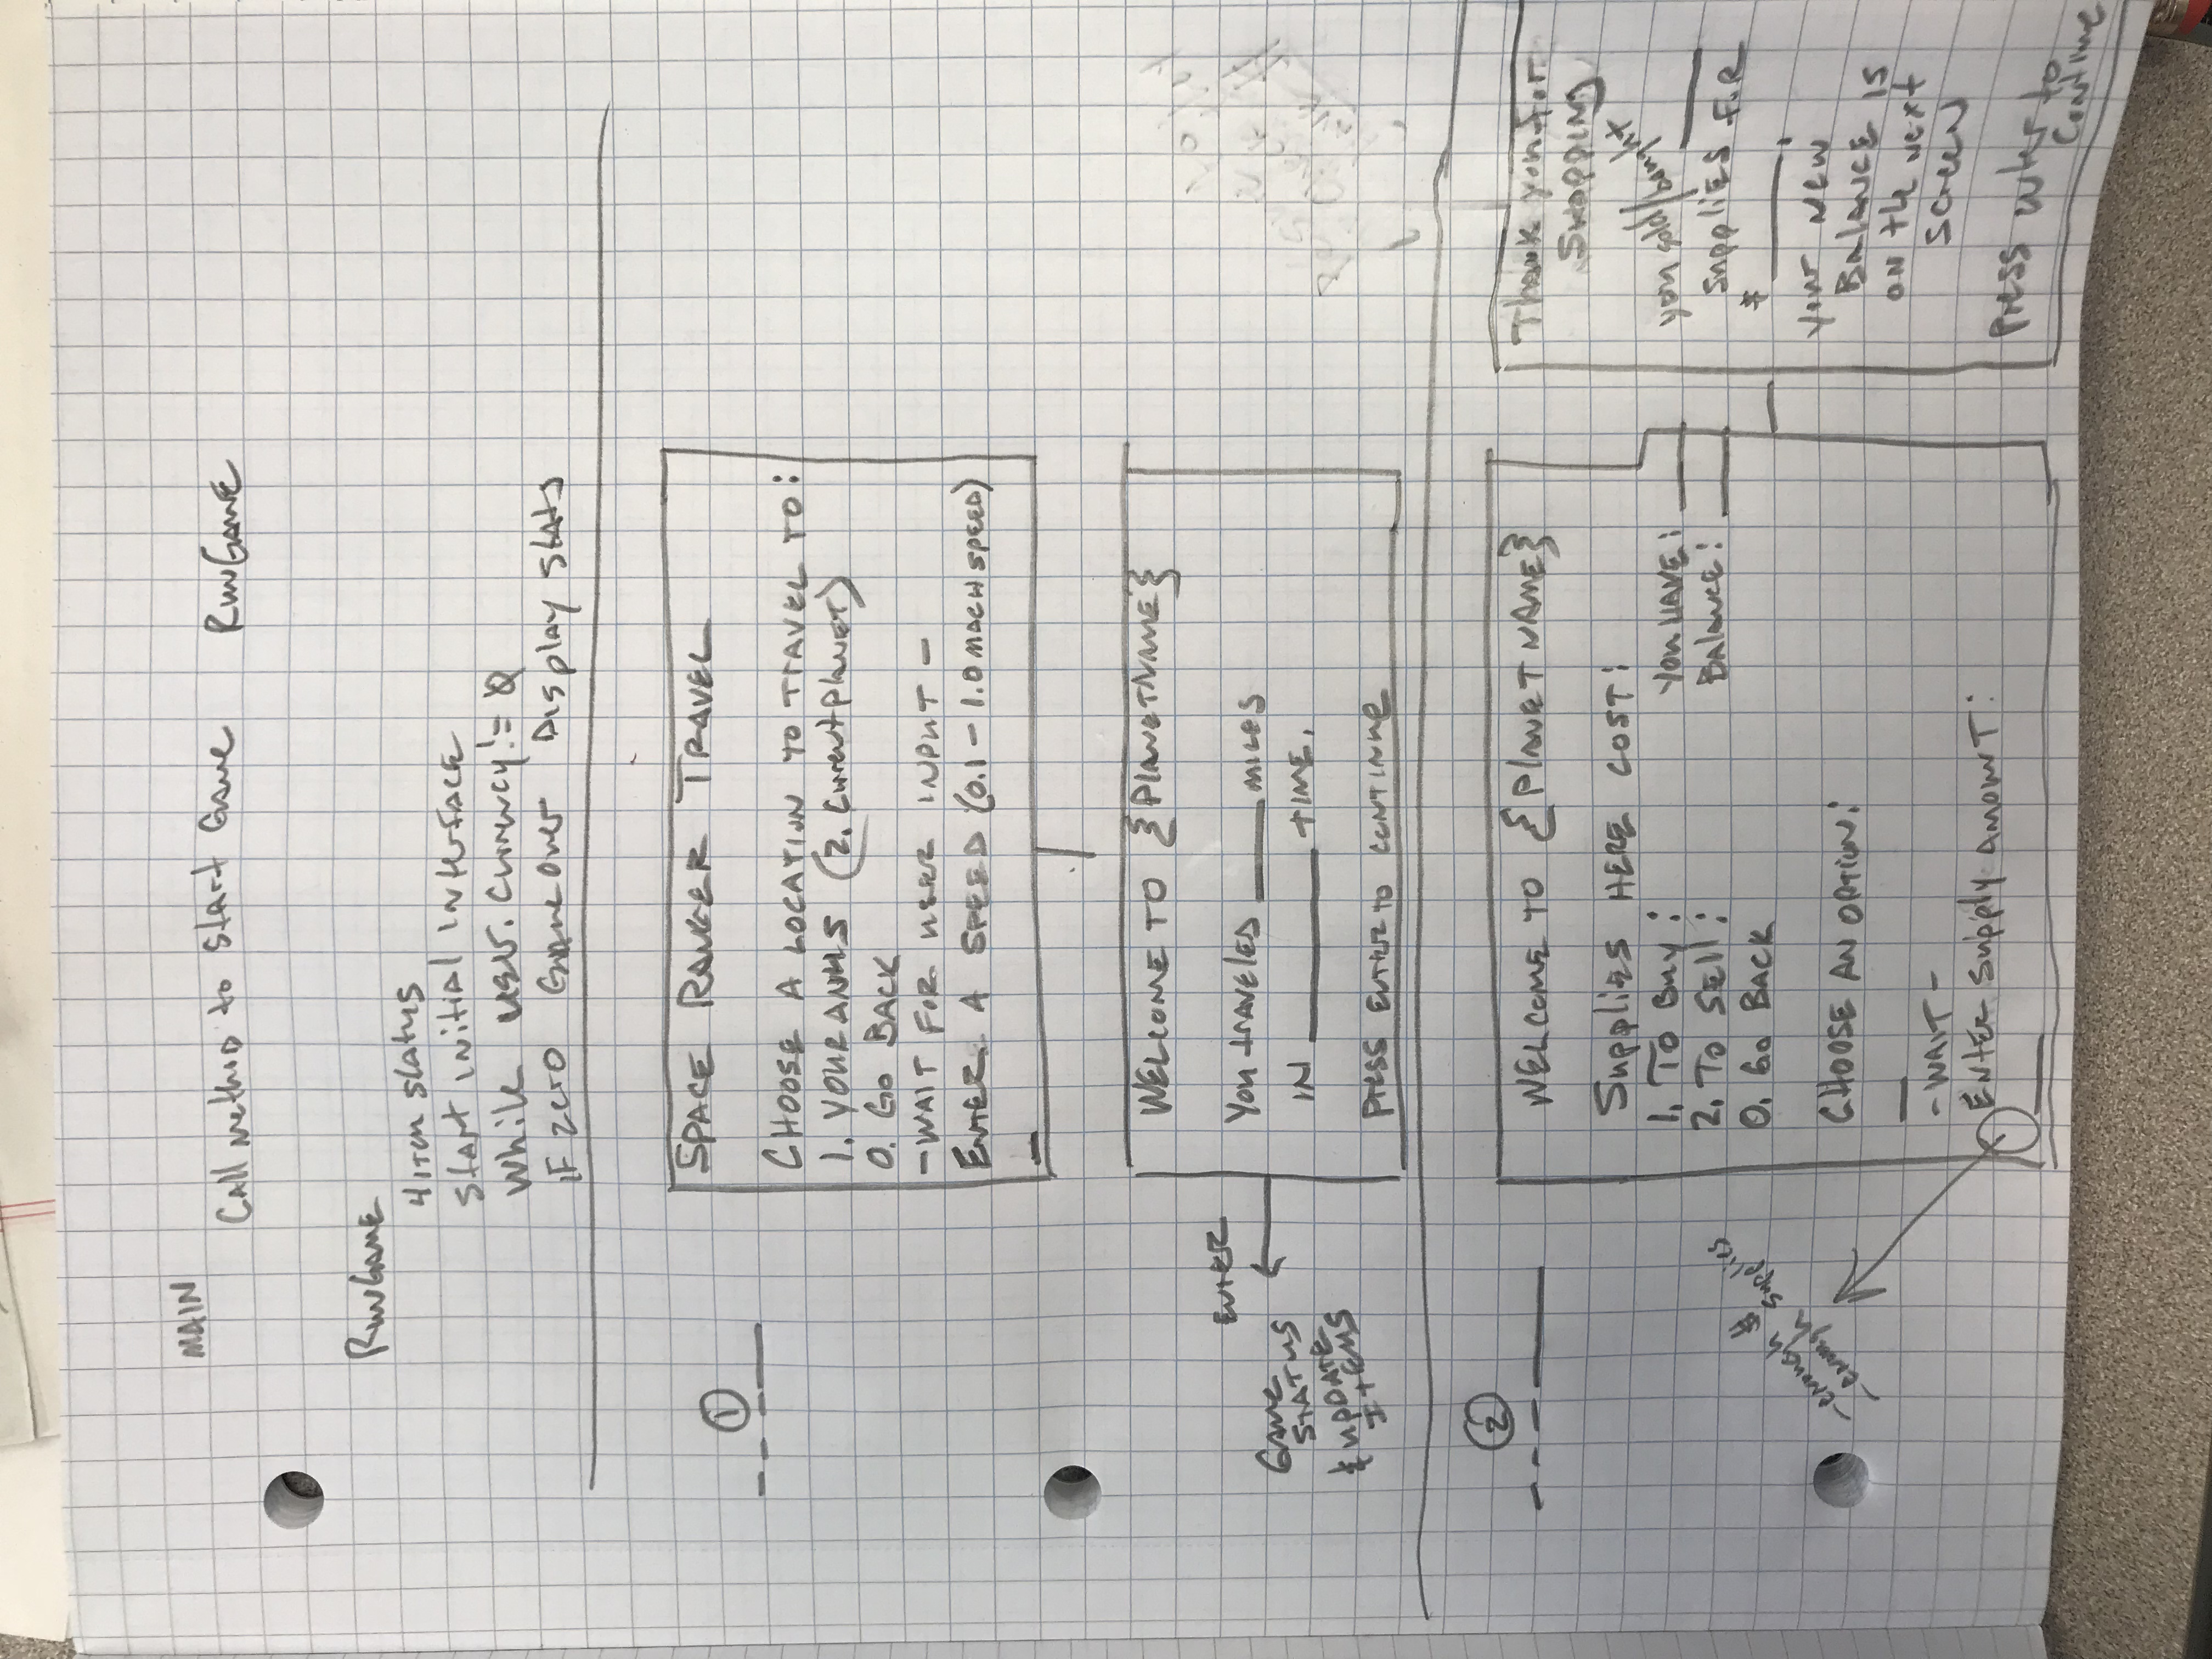 MAIN
Call method to start Game RunGame
RunGame
4 item status
start initial interface
while user.currency != 0
IF zero Game Over Display stats
①
SPACE RANGER TRAVEL
CHOOSE A LOCATION TO TRAVEL TO:
1. YOURANUS (2. Current Planet)
0. GO BACK
-WAIT FOR USER INPUT -
ENTER A SPEED (0.1 - 1.0 MACH SPEED)
WELCOME TO {PlanetName}
You traveled ____ miles
IN ____ TIME.
Press enter to continue
ENTER
Game
STATUS
& UPDATE
ITEMS
②
WELCOME TO {PLANET NAME}
Supplies HERE COST:
1. To Buy: You HAVE: ____
2. To Sell: Balance: ____
0. Go Back
CHOOSE AN OPTION:
-WAIT-
ENTER Supply AMOUNT:
-enough $
-enough supplies
Thank you for
Shopping
you sold/bought ____
supplies FOR
$ ____.
your new
Balance is
on the next
screen
Press enter to
continue